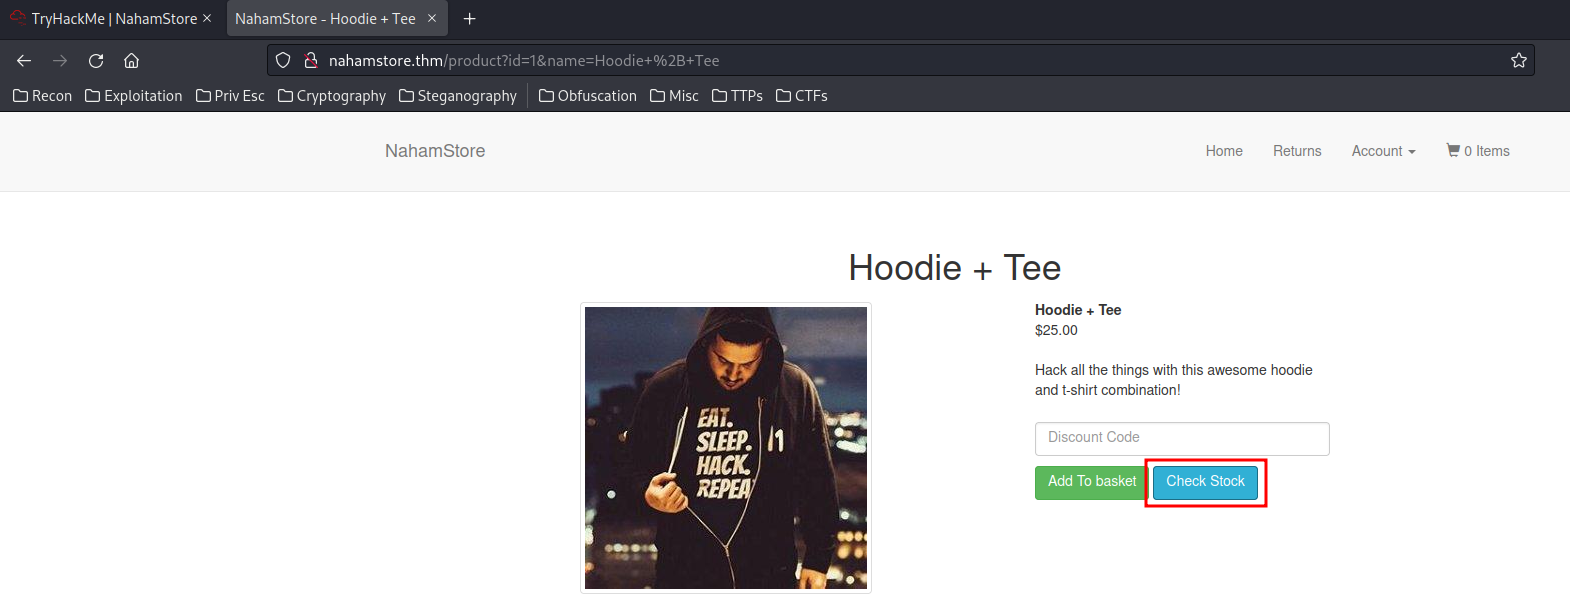 TryHackMe | NahamStore
NahamStore - Hoodie + Tee
nahamstore.thm/product?id=1&name=Hoodie+%2B+Tee
Recon Exploitation Priv Esc Cryptography Steganography Obfuscation Misc TTPs CTFs
NahamStore
Home Returns Account 0 Items
Hoodie + Tee
EAT.
SLEEP.
HACK.
REPEA
1
Hoodie + Tee
$25.00
Hack all the things with this awesome hoodie
and t-shirt combination!
Discount Code
Add To basket Check Stock